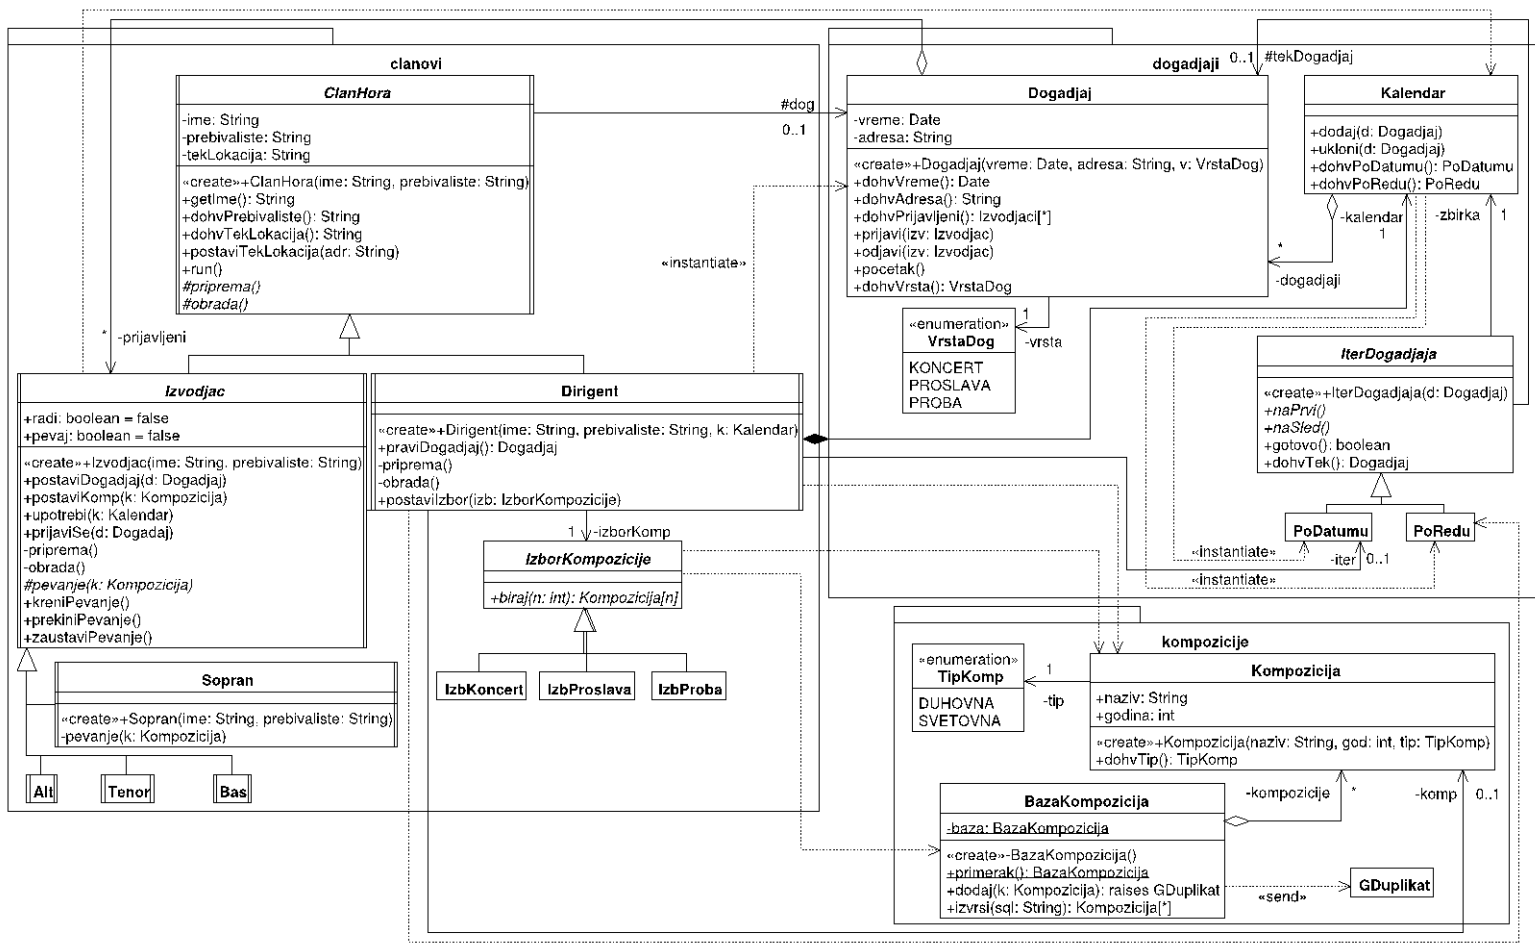 clanovi
ClanHora
-ime: String
-prebivaliste: String
-tekLokacija: String
«create»+ClanHora(ime: String, prebivaliste: String)
+getIme(): String
+dohvPrebivaliste(): String
+dohvTekLokacija(): String
+postaviTekLokacija(adr: String)
+run()
#priprema()
#obrada()
#dog
0..1
«instantiate»
* -prijavljeni
Izvodjac
+radi: boolean = false
+pevaj: boolean = false
«create»+Izvodjac(ime: String, prebivaliste: String)
+postaviDogadjaj(d: Dogadjaj)
+postaviKomp(k: Kompozicija)
+upotrebi(k: Kalendar)
+prijaviSe(d: Dogadaj)
-priprema()
-obrada()
#pevanje(k: Kompozicija)
+kreniPevanje()
+prekiniPevanje()
+zaustaviPevanje()
Dirigent
«create»+Dirigent(ime: String, prebivaliste: String, k: Kalendar)
+praviDogadjaj(): Dogadjaj
-priprema()
-obrada()
+postaviIzbor(izb: IzborKompozicije)
1 -izborKomp
IzborKompozicije
+biraj(n: int): Kompozicija[n]
IzbKoncert
IzbProslava
IzbProba
Sopran
«create»+Sopran(ime: String, prebivaliste: String)
-pevanje(k: Kompozicija)
Alt
Tenor
Bas
dogadjaji
0..1 #tekDogadjaj
Dogadjaj
-vreme: Date
-adresa: String
«create»+Dogadjaj(vreme: Date, adresa: String, v: VrstaDog)
+dohvVreme(): Date
+dohvAdresa(): String
+dohvPrijavljeni(): Izvodjaci[*]
+prijavi(izv: Izvodjac)
+odjavi(izv: Izvodjac)
+pocetak()
+dohvVrsta(): VrstaDog
1
-vrsta
«enumeration»
VrstaDog
KONCERT
PROSLAVA
PROBA
Kalendar
+dodaj(d: Dogadjaj)
+ukloni(d: Dogadjaj)
+dohvPoDatumu(): PoDatumu
+dohvPoRedu(): PoRedu
-kalendar
1
-zbirka
1
*
-dogadjaji
IterDogadjaja
«create»+IterDogadjaja(d: Dogadjaj)
+naPrvi()
+naSled()
+gotovo(): boolean
+dohvTek(): Dogadjaj
PoDatumu
PoRedu
«instantiate»
-iter
0..1
«instantiate»
kompozicije
«enumeration»
TipKomp
DUHOVNA
SVETOVNA
1
-tip
Kompozicija
+naziv: String
+godina: int
«create»+Kompozicija(naziv: String, god: int, tip: TipKomp)
+dohvTip(): TipKomp
-kompozicije
*
-komp
0..1
BazaKompozicija
-baza: BazaKompozicija
«create»-BazaKompozicija()
+primerak(): BazaKompozicija
+dodaj(k: Kompozicija): raises GDuplikat
+izvrsi(sql: String): Kompozicija[*]
«send»
GDuplikat